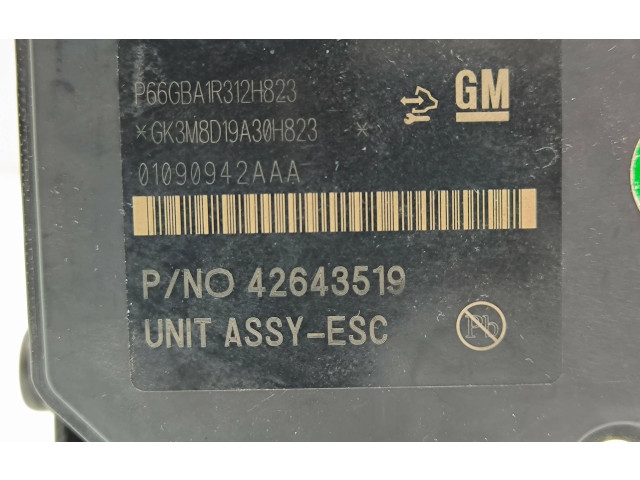 P66GBA1R312H823
*GK3M8D19A30H823 *
01090942AAA
GM
P/NO 42643519
UNIT ASSY-ESC
Pb